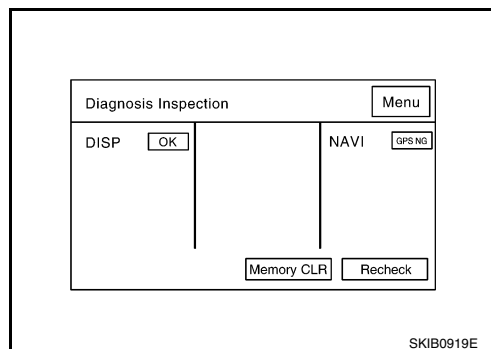 Diagnosis Inspection Menu
DISP OK NAVI GPS NG
Memory CLR Recheck
SKIB0919E